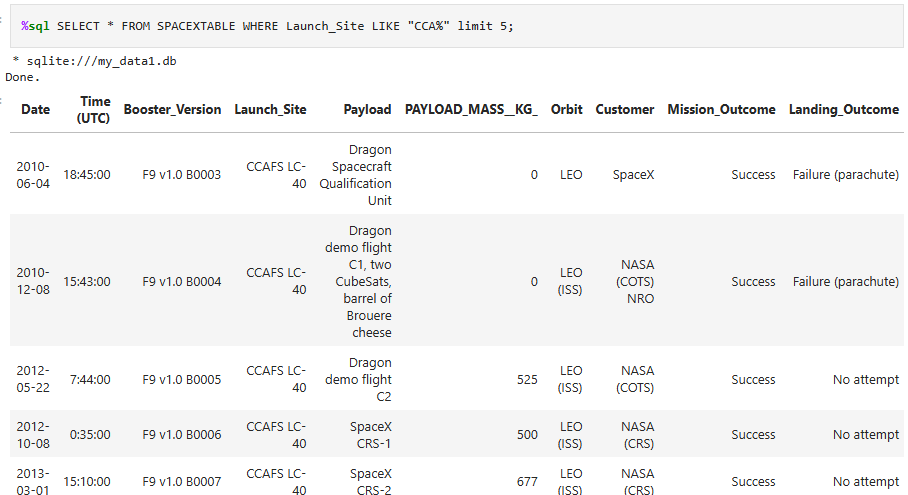 %sql SELECT * FROM SPACEXTABLE WHERE Launch_Site LIKE "CCA%" limit 5;
* sqlite:///my_data1.db
Done.
Date Time (UTC) Booster_Version Launch_Site Payload PAYLOAD_MASS__KG_ Orbit Customer Mission_Outcome Landing_Outcome
2010-06-04 18:45:00 F9 v1.0 B0003 CCAFS LC-40 Dragon Spacecraft Qualification Unit 0 LEO SpaceX Success Failure (parachute)
2010-12-08 15:43:00 F9 v1.0 B0004 CCAFS LC-40 Dragon demo flight C1, two CubeSats, barrel of Brouere cheese 0 LEO (ISS) NASA (COTS) NRO Success Failure (parachute)
2012-05-22 7:44:00 F9 v1.0 B0005 CCAFS LC-40 Dragon demo flight C2 525 LEO (ISS) NASA (COTS) Success No attempt
2012-10-08 0:35:00 F9 v1.0 B0006 CCAFS LC-40 SpaceX CRS-1 500 LEO (ISS) NASA (CRS) Success No attempt
2013-03-01 15:10:00 F9 v1.0 B0007 CCAFS LC-40 SpaceX CRS-2 677 LEO (ISS) NASA (CRS) Success No attempt